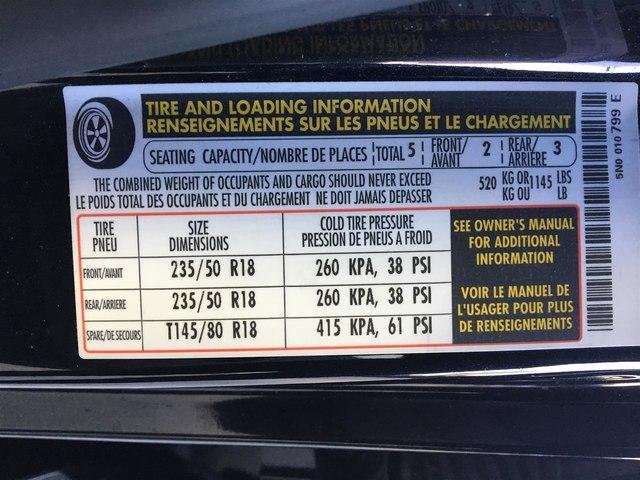 TIRE AND LOADING INFORMATION
RENSEIGNEMENTS SUR LES PNEUS ET LE CHARGEMENT
SEATING CAPACITY/NOMBRE DE PLACES TOTAL 5 FRONT/AVANT 2 REAR/ARRIÈRE 3
THE COMBINED WEIGHT OF OCCUPANTS AND CARGO SHOULD NEVER EXCEED 520 KG OR 1145 LBS
LE POIDS TOTAL DES OCCUPANTS ET DU CHARGEMENT NE DOIT JAMAIS DEPASSER KG OU LB
TIRE PNEU SIZE DIMENSIONS COLD TIRE PRESSURE PRESSION DE PNEUS A FROID
FRONT/AVANT 235/50 R18 260 KPA, 38 PSI
REAR/ARRIERE 235/50 R18 260 KPA, 38 PSI
SPARE/DE SECOURS T145/80 R18 415 KPA, 61 PSI
SEE OWNER'S MANUAL
FOR ADDITIONAL
INFORMATION
VOIR LE MANUEL DE
L'USAGER POUR PLUS
DE RENSEIGNEMENTS
5N0 010 799 E